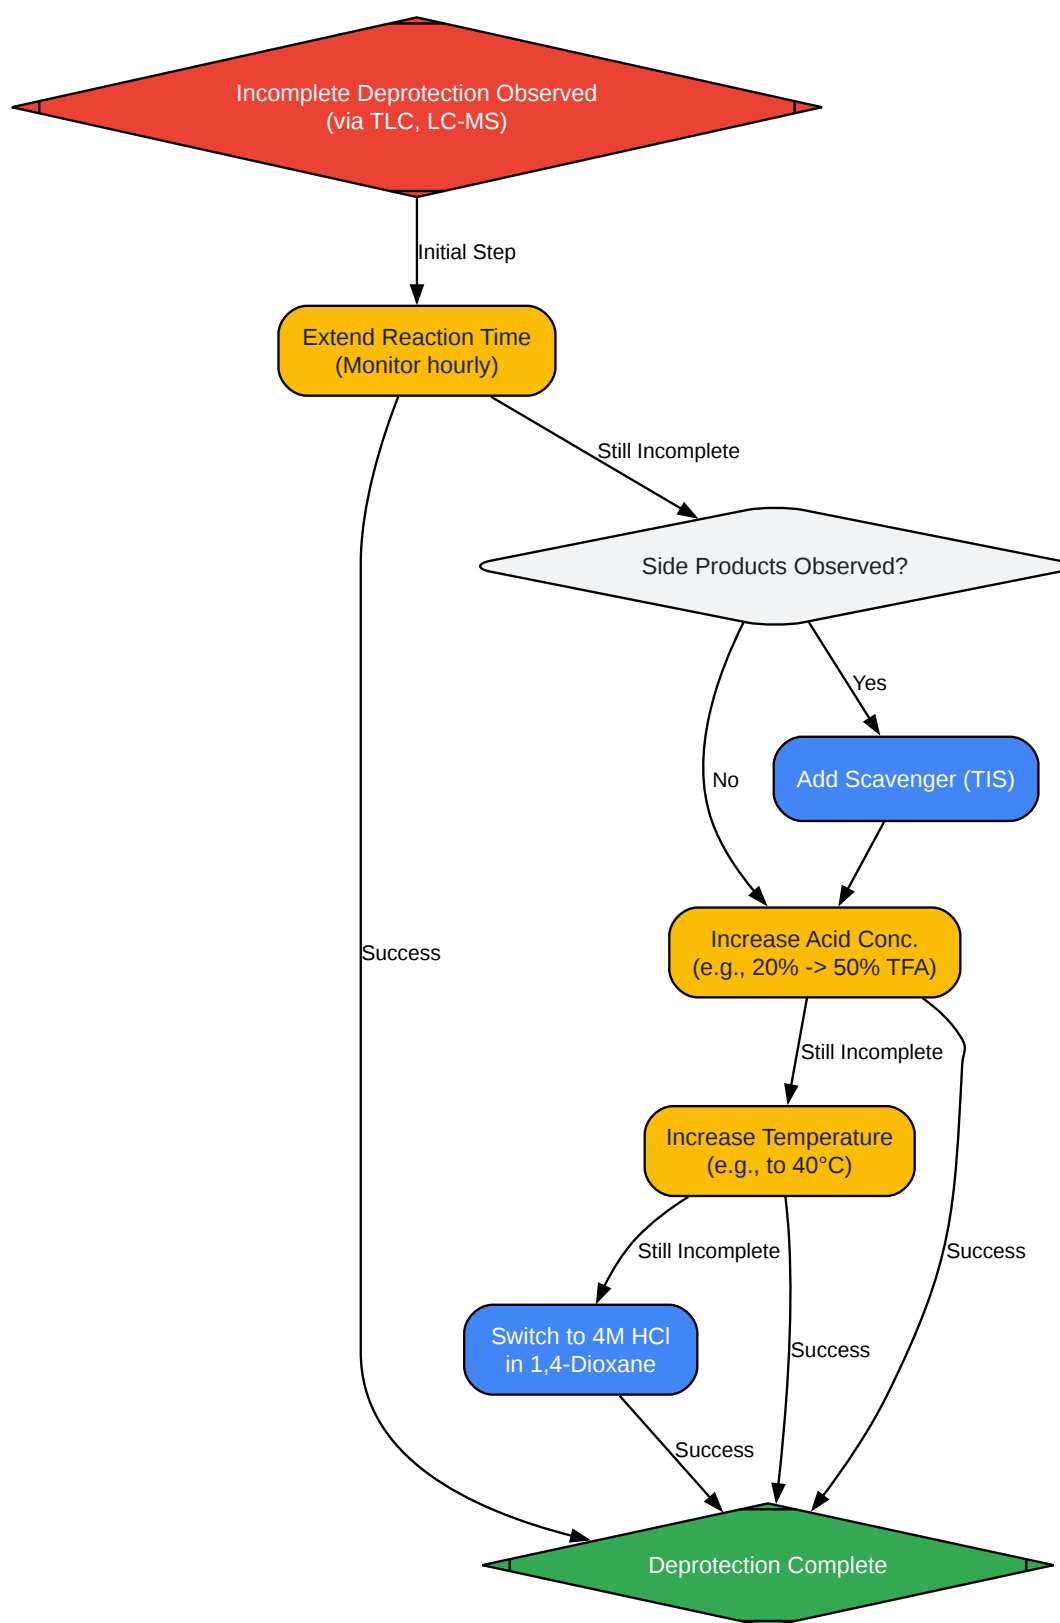 Incomplete Deprotection Observed
(via TLC, LC-MS)
Initial Step
Extend Reaction Time
(Monitor hourly)
Still Incomplete
Side Products Observed?
Yes
No
Add Scavenger (TIS)
Success
Increase Acid Conc.
(e.g., 20% -> 50% TFA)
Still Incomplete
Increase Temperature
(e.g., to 40°C)
Still Incomplete
Success
Switch to 4M HCl
in 1,4-Dioxane
Success
Success
Deprotection Complete